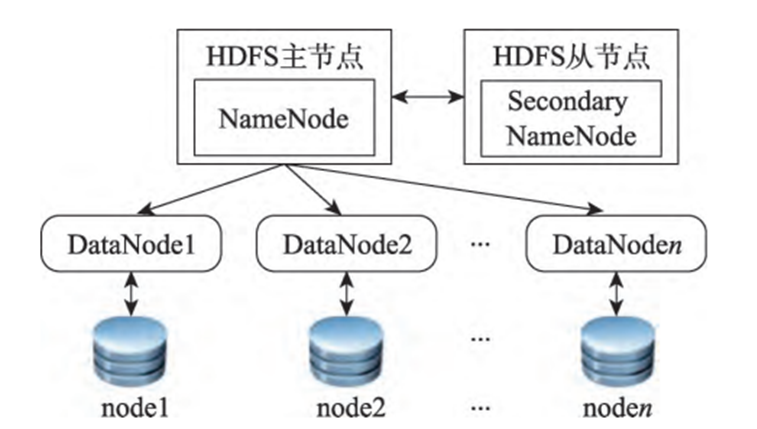 HDFS主节点
HDFS从节点
NameNode
Secondary
NameNode
DataNode1
DataNode2
...
DataNoden
...
node1
node2
...
noden